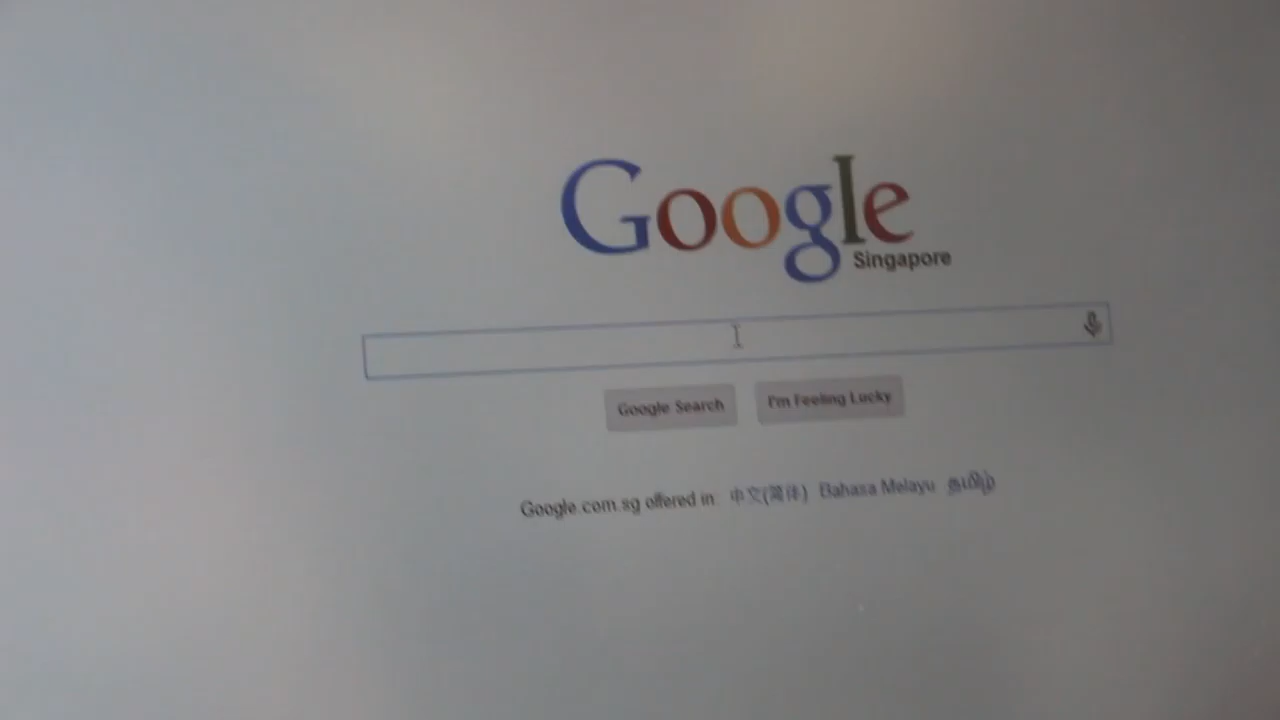 Google
Singapore
Google Search
I'm Feeling Lucky
Google.com.sg offered in: 中文(简体) Bahasa Melayu தமிழ்